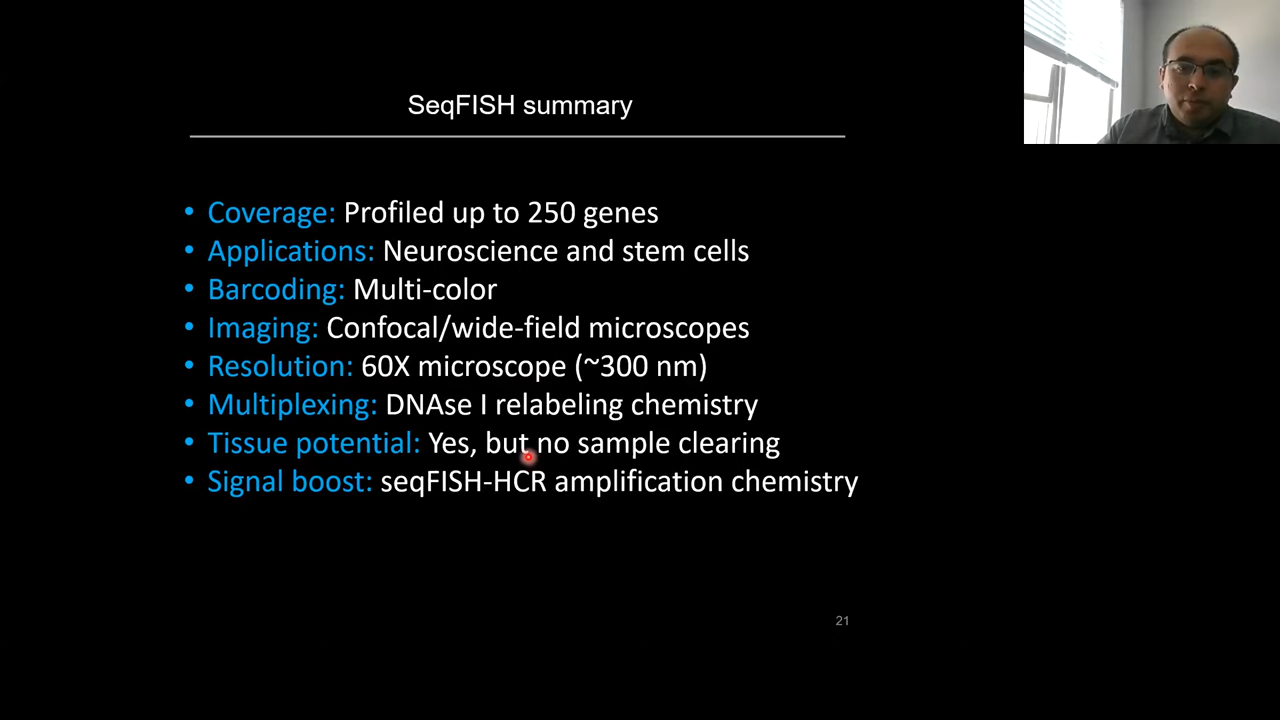 SeqFISH summary
• Coverage: Profiled up to 250 genes
• Applications: Neuroscience and stem cells
• Barcoding: Multi-color
• Imaging: Confocal/wide-field microscopes
• Resolution: 60X microscope (~300 nm)
• Multiplexing: DNAse I relabeling chemistry
• Tissue potential: Yes, but no sample clearing
• Signal boost: seqFISH-HCR amplification chemistry
21